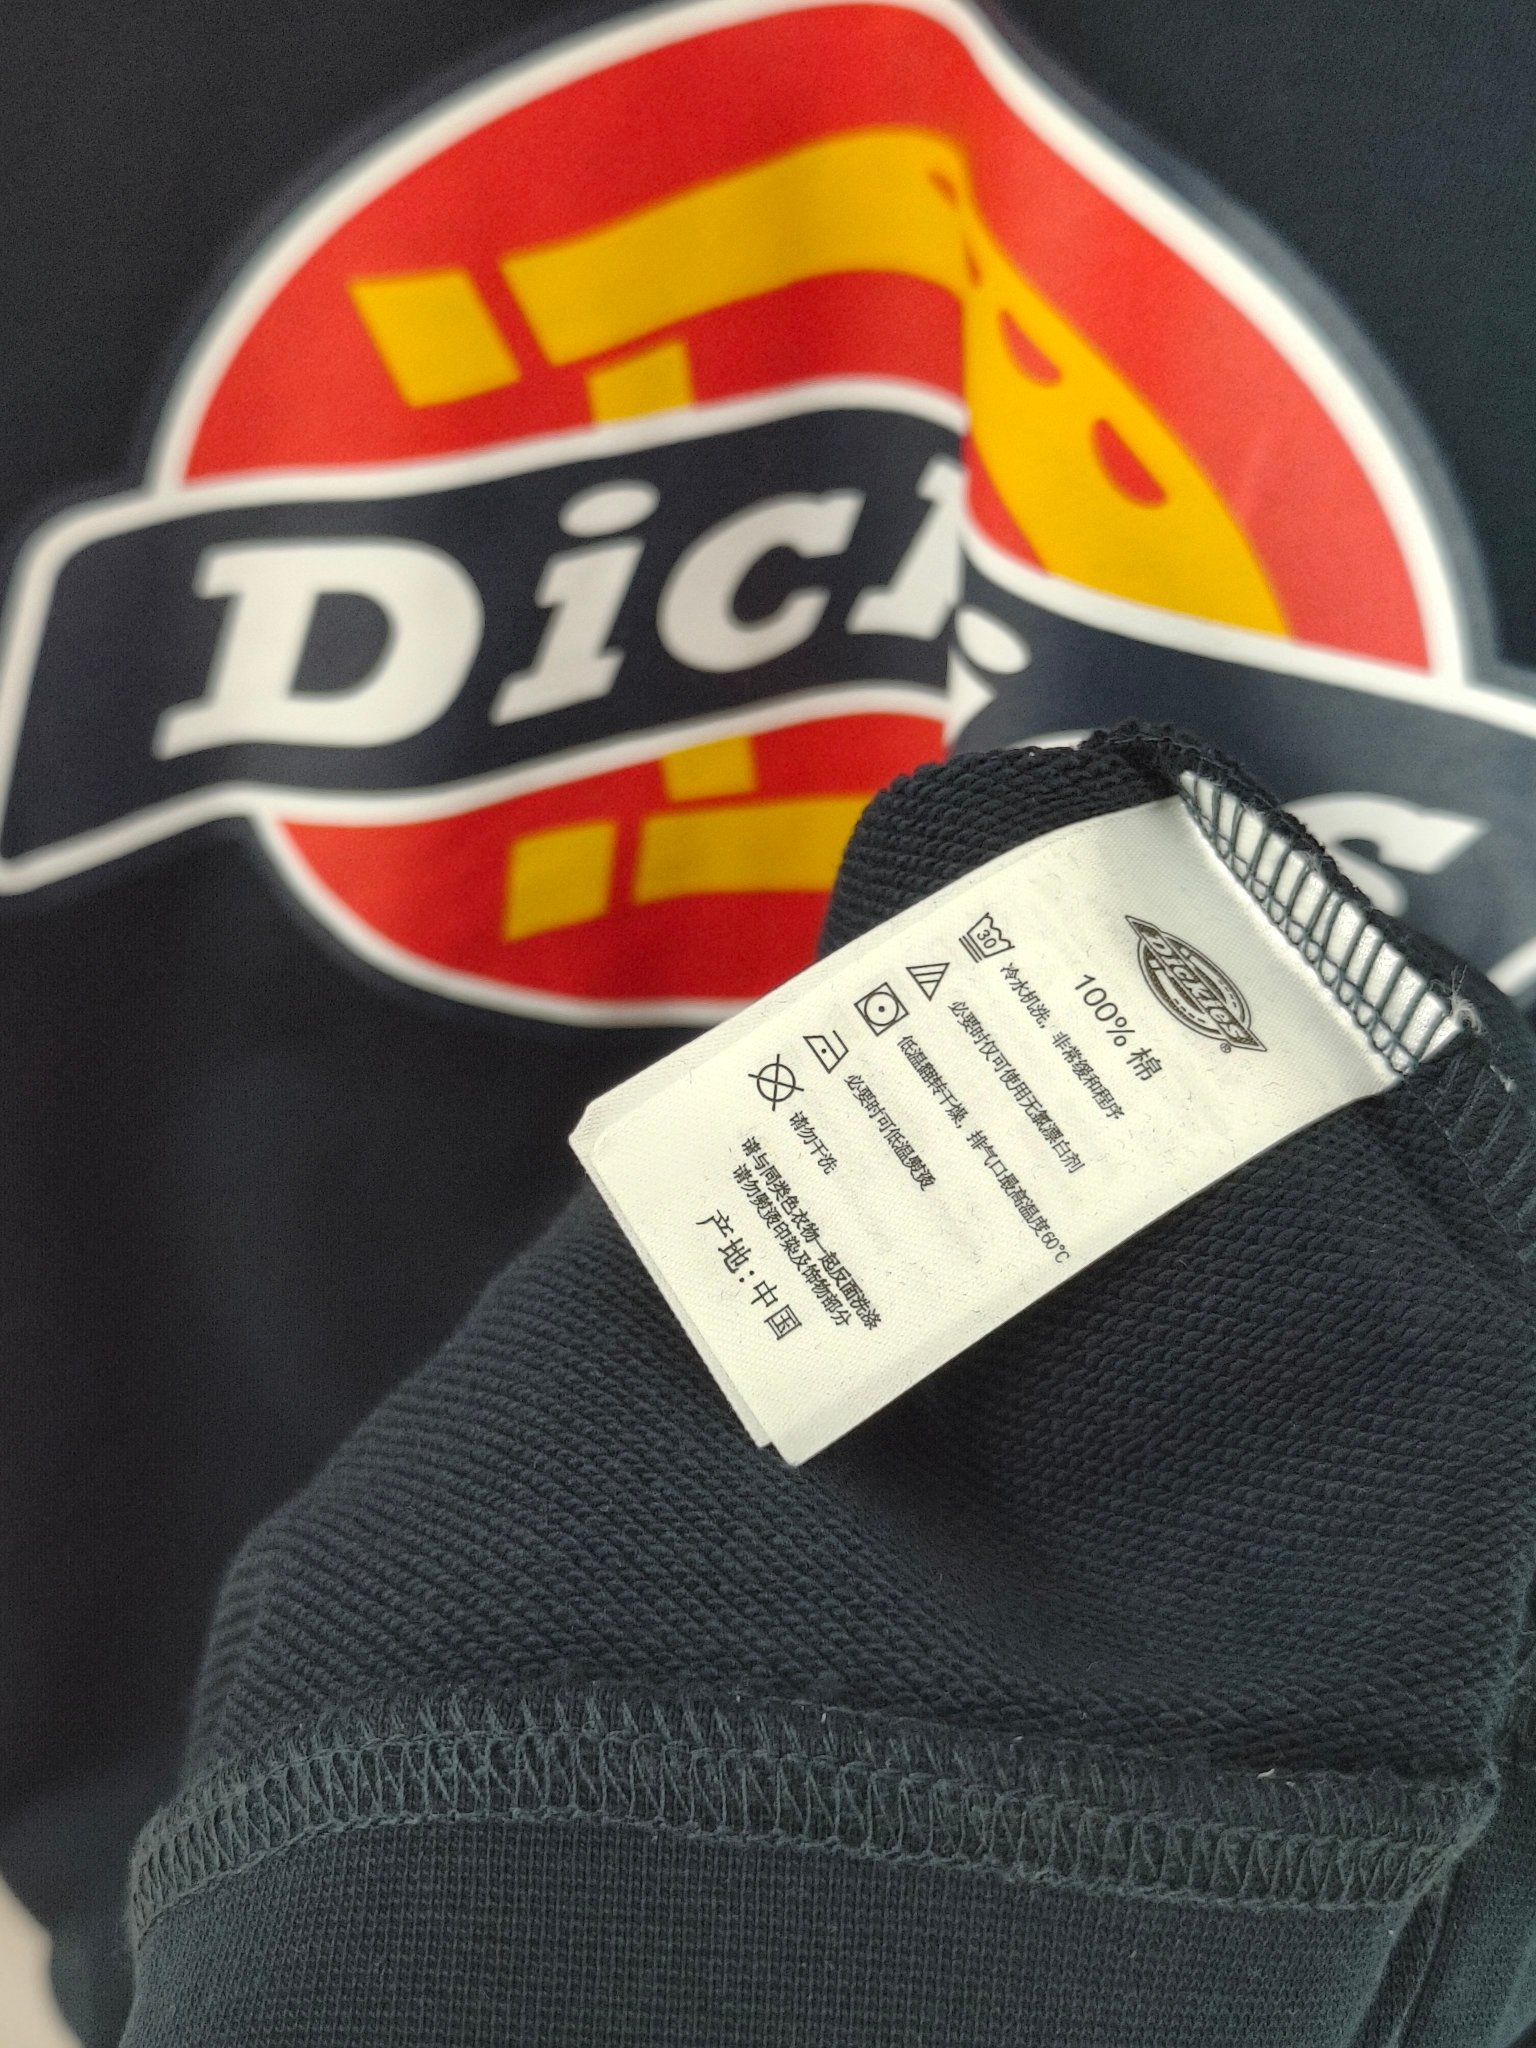 Dick
DICKIES
®
100% 棉
30
冷水机洗，非常缓和程序
必要时仅可使用无氯漂白剂
低温翻转干燥，排气口最高温度60℃
必要时可低温熨烫
请勿干洗
请与同类色衣物一起反面洗涤
请勿熨烫印染及饰物部分
产地：中国